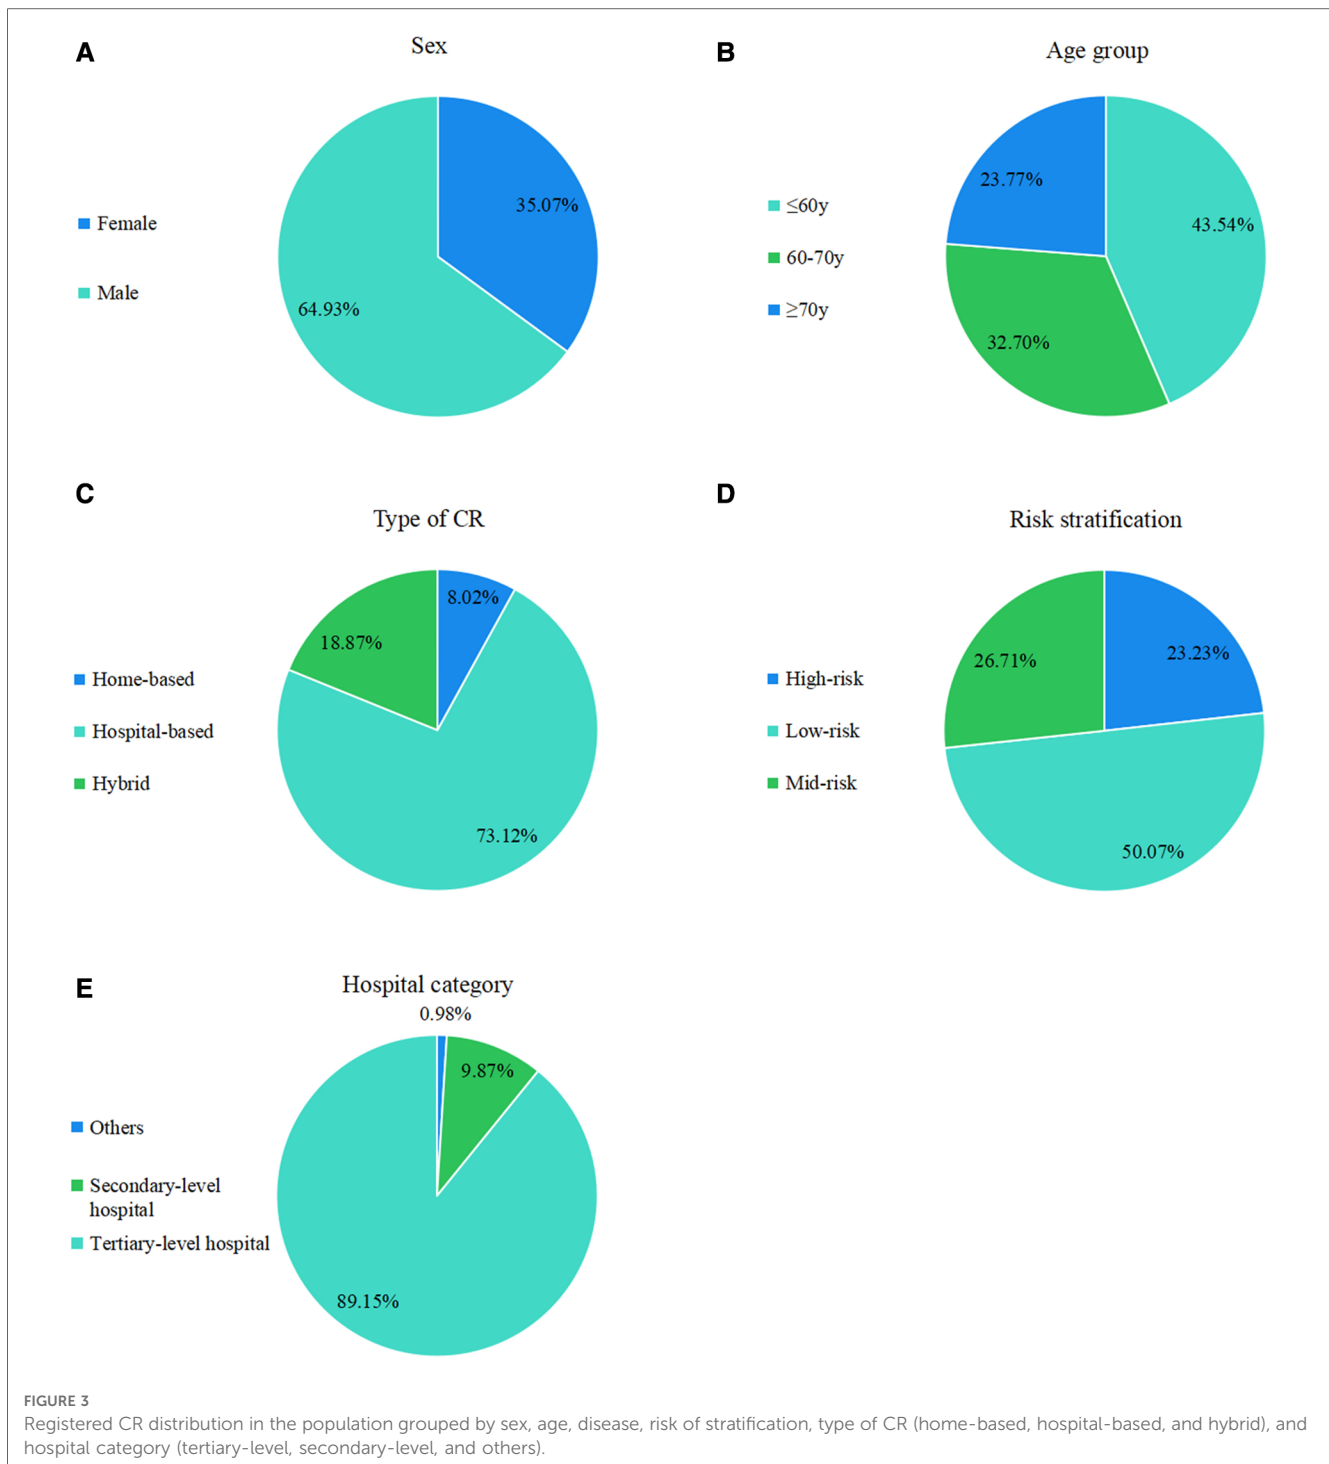 A
Sex
Female
Male
35.07%
64.93%
B
Age group
≤60y
60-70y
≥70y
23.77%
43.54%
32.70%
C
Type of CR
Home-based
Hospital-based
Hybrid
8.02%
18.87%
73.12%
D
Risk stratification
High-risk
Low-risk
Mid-risk
23.23%
26.71%
50.07%
E
Hospital category
0.98%
9.87%
Others
Secondary-level
hospital
Tertiary-level hospital
89.15%
FIGURE 3
Registered CR distribution in the population grouped by sex, age, disease, risk of stratification, type of CR (home-based, hospital-based, and hybrid), and
hospital category (tertiary-level, secondary-level, and others).